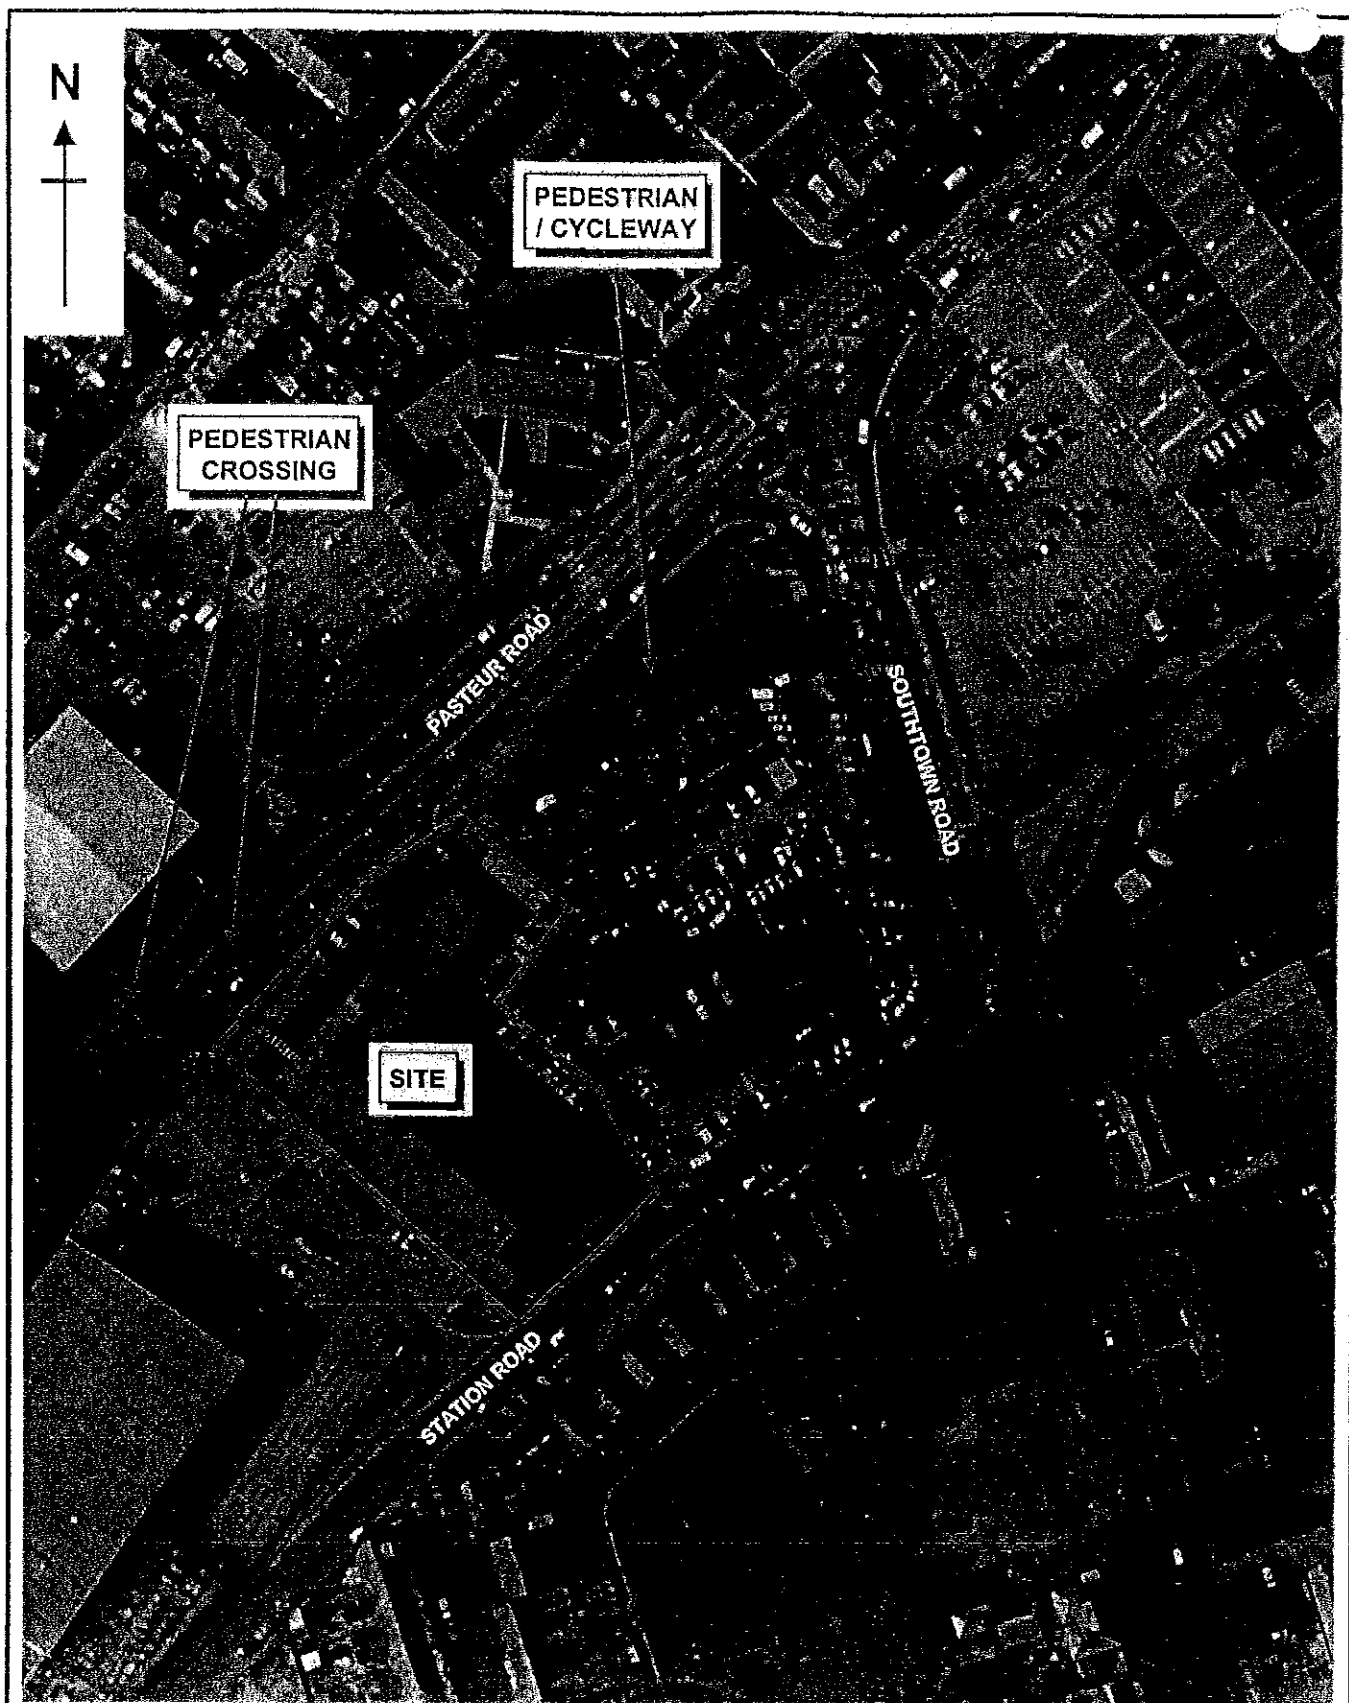 N
PEDESTRIAN
/ CYCLEWAY
PEDESTRIAN
CROSSING
PASTEUR ROAD
SOUTHTOWN ROAD
SITE
STATION ROAD